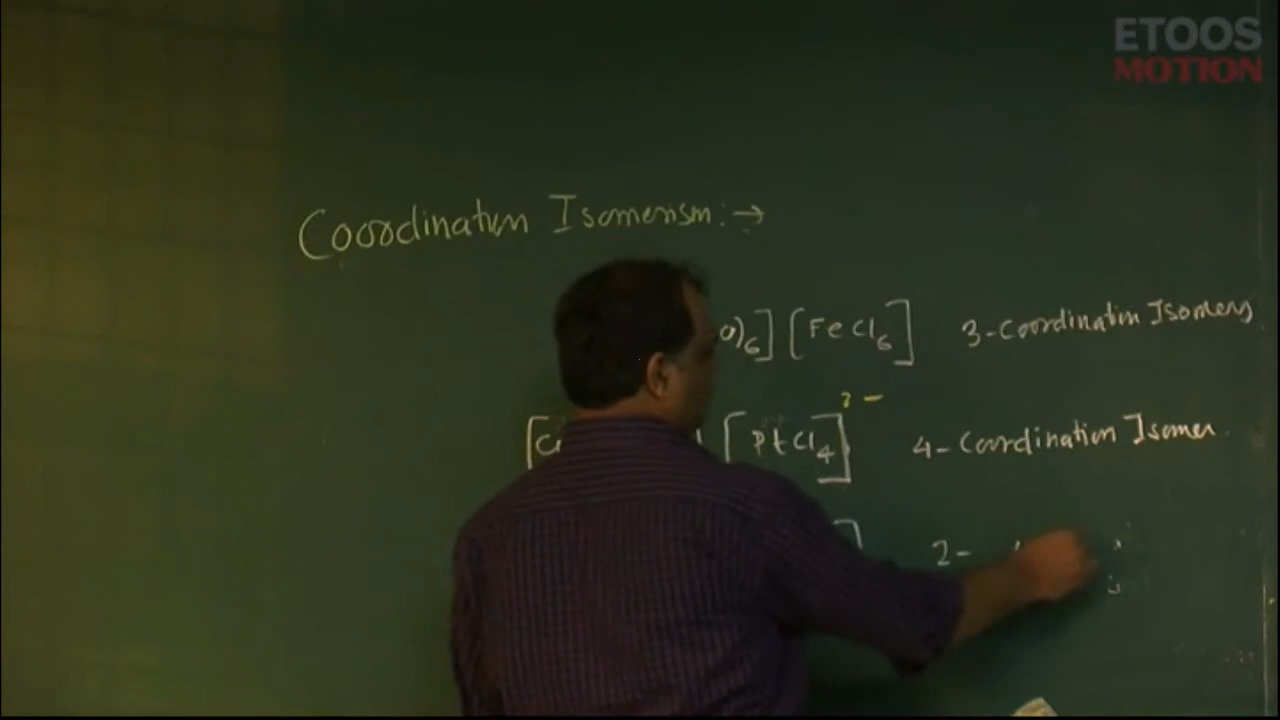 ETOOS
MOTION
Coordination Isomerism :→
)6] [FeCl6] 3-Coordination Isomers
[C [PtCl4] 2- 4-Coordination Isomer
] 2-